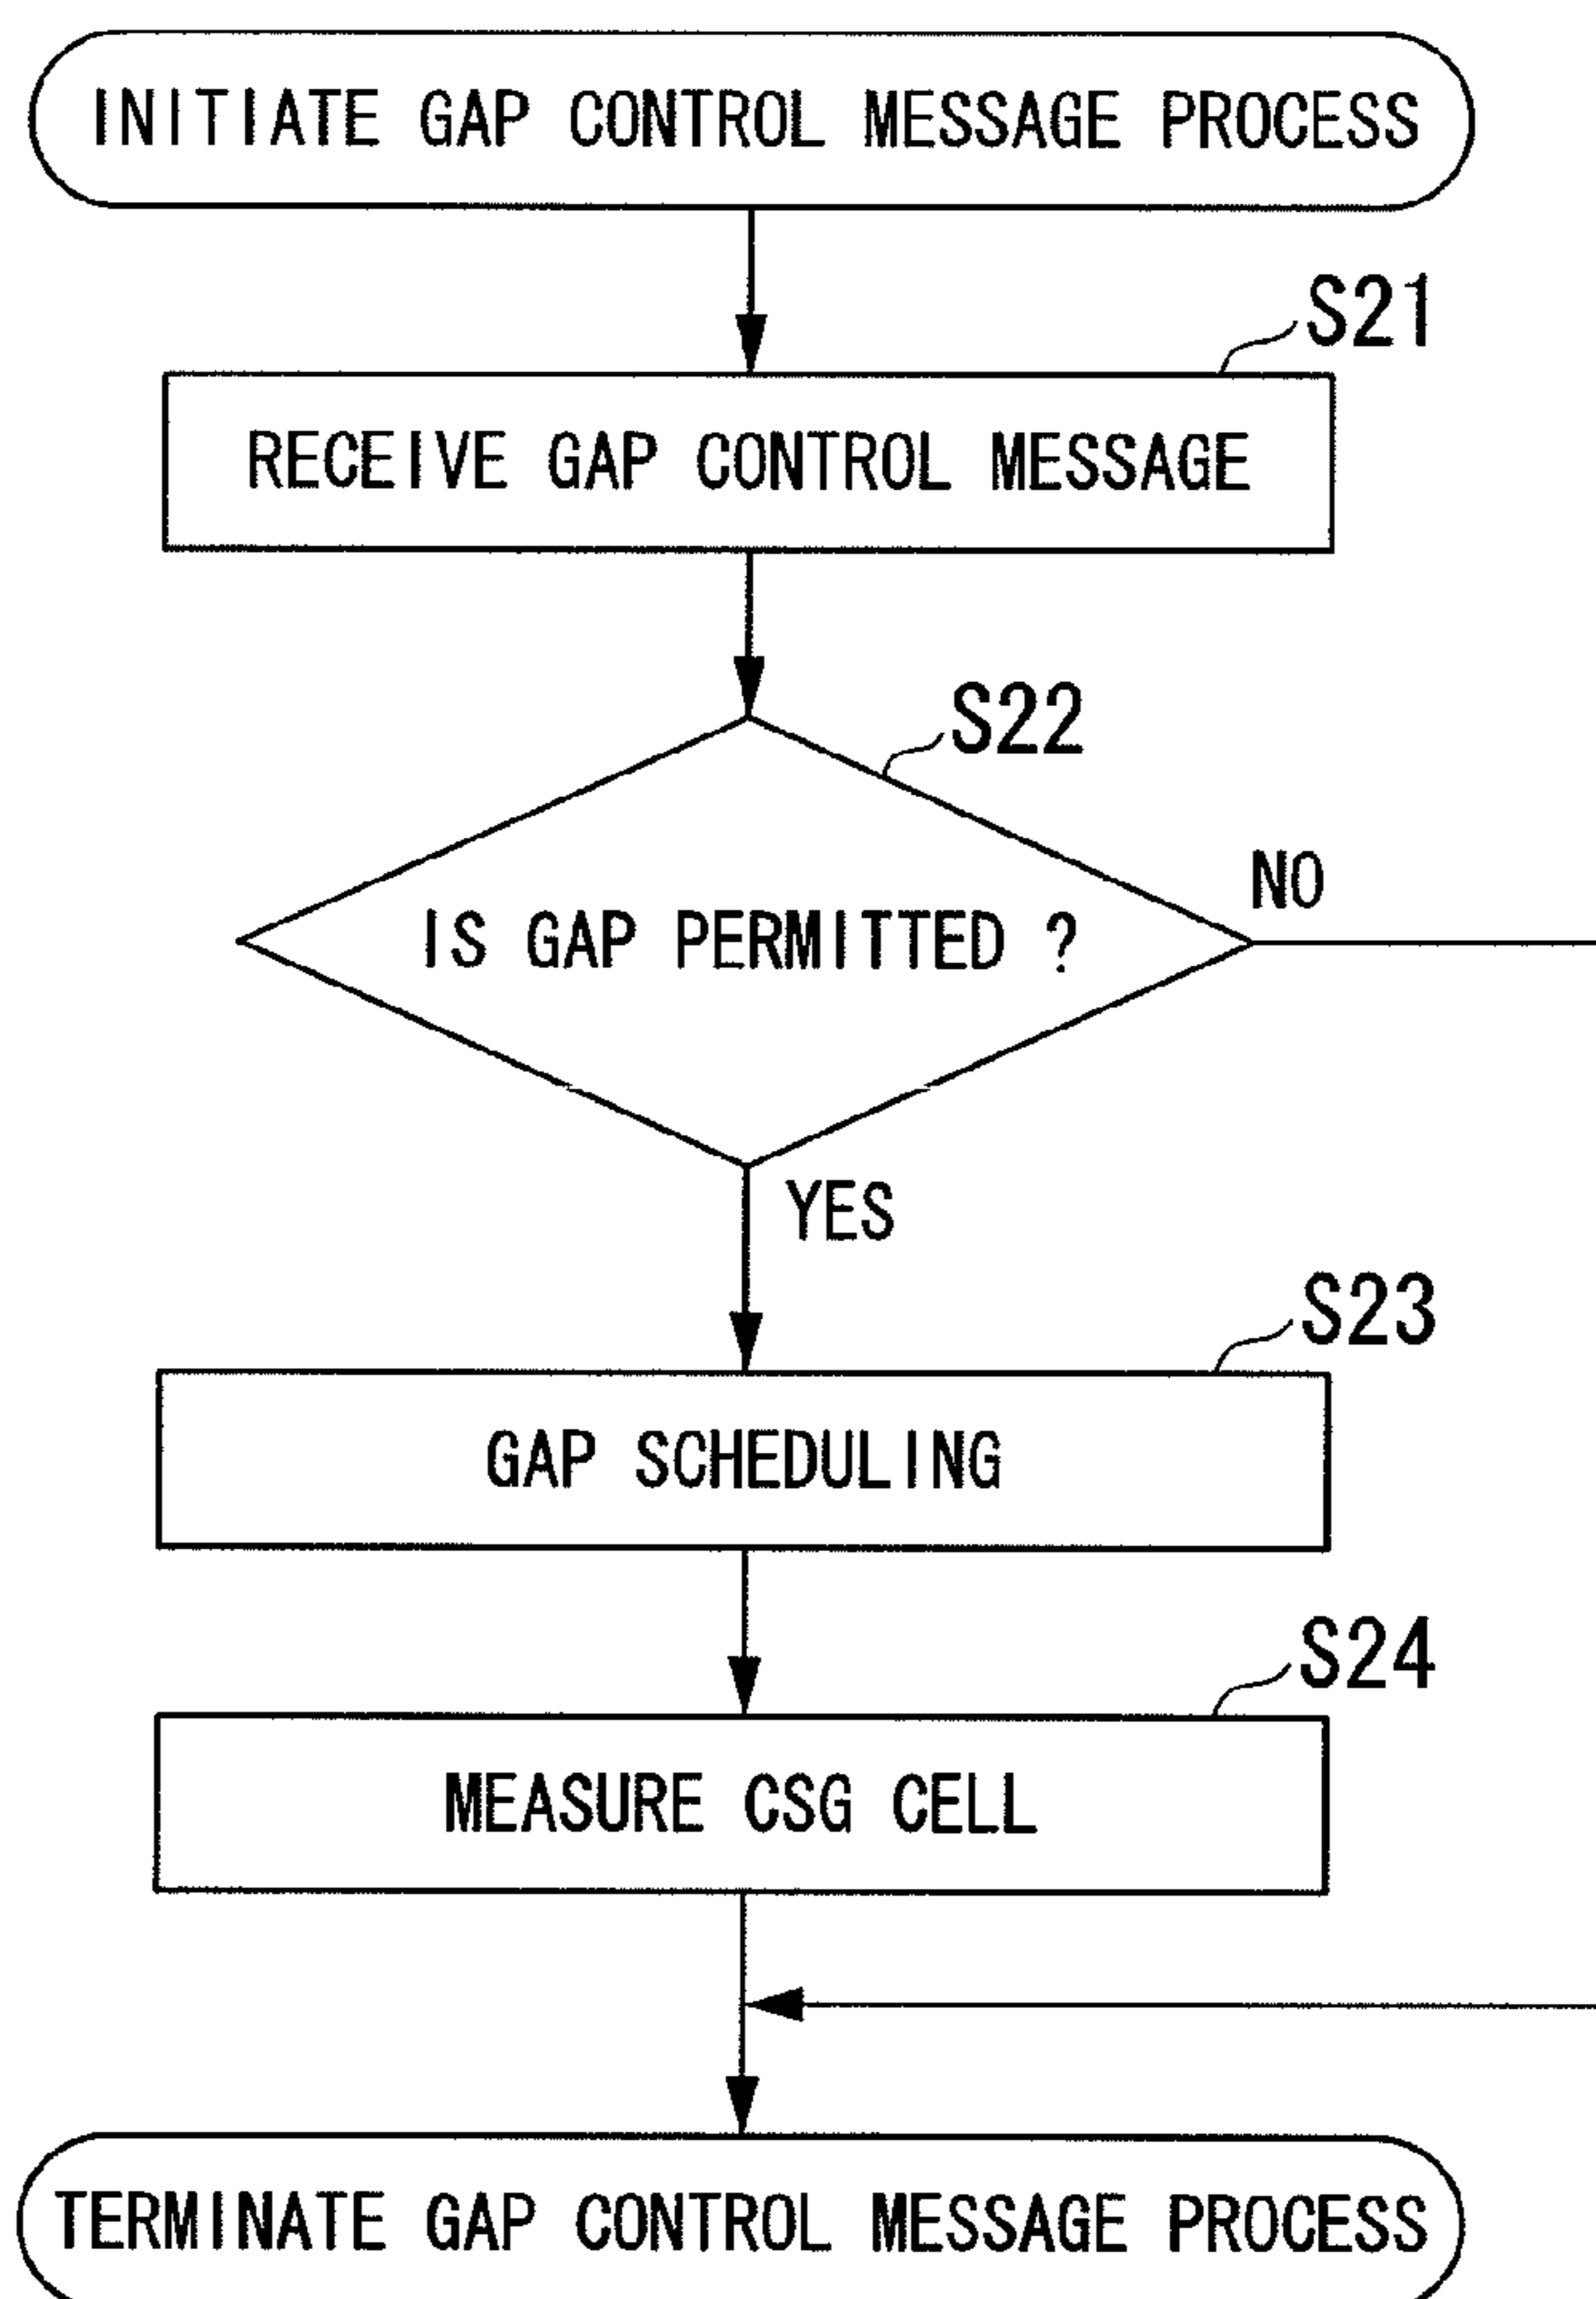 INITIATE GAP CONTROL MESSAGE PROCESS
S21
RECEIVE GAP CONTROL MESSAGE
S22
IS GAP PERMITTED ?
NO
YES
S23
GAP SCHEDULING
S24
MEASURE CSG CELL
TERMINATE GAP CONTROL MESSAGE PROCESS